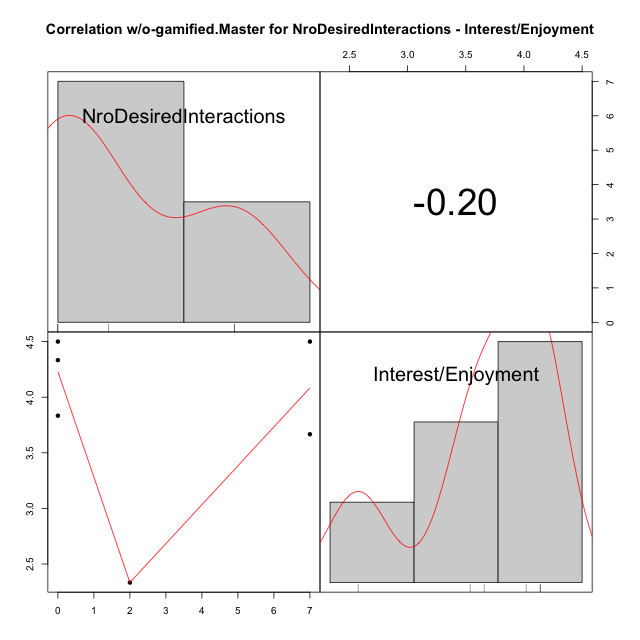 Correlation w/o-gamified.Master for NroDesiredInteractions - Interest/Enjoyment
2.5 3.0 3.5 4.0 4.5
NroDesiredInteractions
-0.20
7
6
5
4
3
2
1
0
4.5
4.0
3.5
3.0
2.5
Interest/Enjoyment
0 1 2 3 4 5 6 7